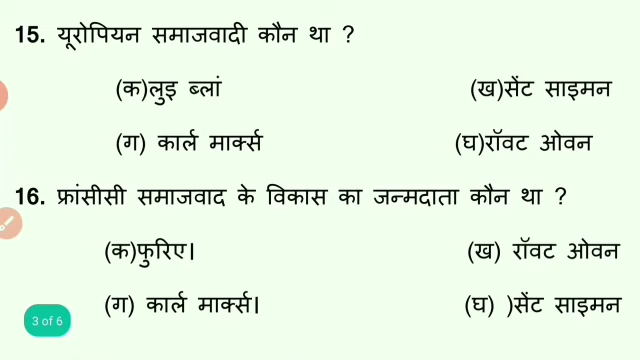 15. यूरोपियन समाजवादी कौन था ?
(क)लुइ ब्लां (ख)सेंट साइमन
(ग) कार्ल मार्क्स (घ)रॉवट ओवन
16. फ्रांसीसी समाजवाद के विकास का जन्मदाता कौन था ?
(क)फुरिए। (ख) रॉवट ओवन
(ग) कार्ल मार्क्स। (घ) )सेंट साइमन
3 of 6